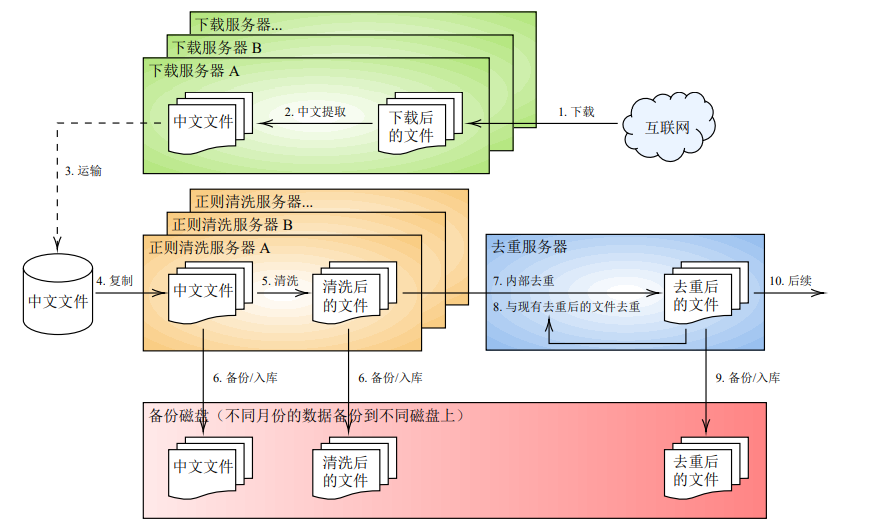 下载服务器...
下载服务器 B
下载服务器 A
中文文件
2. 中文提取
下载后
的文件
1. 下载
互联网
3. 运输
正则清洗服务器...
正则清洗服务器 B
正则清洗服务器 A
去重服务器
中文文件
4. 复制
中文文件
5. 清洗
清洗后
的文件
7. 内部去重
8. 与现有去重后的文件去重
去重后
的文件
10. 后续
6. 备份/入库
6. 备份/入库
9. 备份/入库
备份磁盘（不同月份的数据备份到不同磁盘上）
中文文件
清洗后
的文件
去重后
的文件